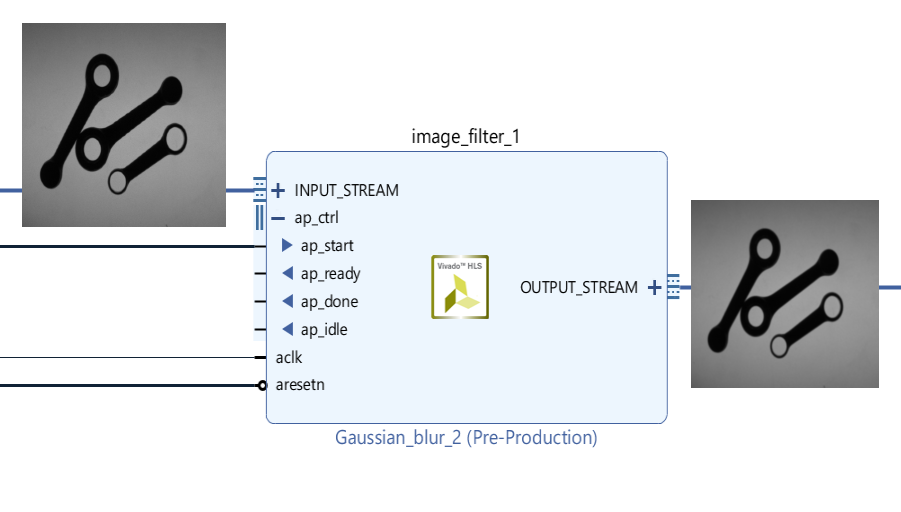 image_filter_1
INPUT_STREAM
ap_ctrl
ap_start
ap_ready
ap_done
ap_idle
aclk
aresetn
Vivado™ HLS
OUTPUT_STREAM
Gaussian_blur_2 (Pre-Production)